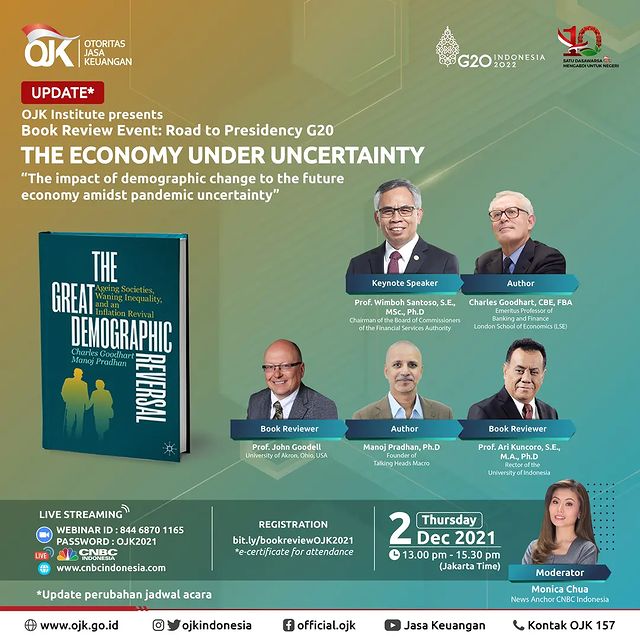 OJK
OTORITAS
JASA
KEUANGAN
G20 INDONESIA
2022
10
SATU DASAWARSA OJK
MENGABDI UNTUK NEGERI
UPDATE*
OJK Institute presents
Book Review Event: Road to Presidency G20
THE ECONOMY UNDER UNCERTAINTY
“The impact of demographic change to the future
economy amidst pandemic uncertainty”
THE
GREAT
Ageing Societies,
Waning Inequality,
and an
Inflation Revival
DEMOGRAPHIC
REVERSAL
Charles Goodhart
Manoj Pradhan
Keynote Speaker
Prof. Wimboh Santoso, S.E.,
MSc., Ph.D
Chairman of the Board of Commissioners
of the Financial Services Authority
Author
Charles Goodhart, CBE, FBA
Emeritus Professor of
Banking and Finance
London School of Economics (LSE)
Book Reviewer
Prof. John Goodell
University of Akron, Ohio, USA
Author
Manoj Pradhan, Ph.D
Founder of
Talking Heads Macro
Book Reviewer
Prof. Ari Kuncoro, S.E.,
M.A., Ph.D
Rector of the
University of Indonesia
LIVE STREAMING
WEBINAR ID : 844 6870 1165
PASSWORD : OJK2021
LIVE
CNBC
INDONESIA
www.cnbcindonesia.com
REGISTRATION
bit.ly/bookreviewOJK2021
*e-certificate for attendance
2 Thursday
Dec 2021
13.00 pm - 15.30 pm
(Jakarta Time)
Moderator
Monica Chua
News Anchor CNBC Indonesia
*Update perubahan jadwal acara
www.ojk.go.id
ojkindonesia
official.ojk
Jasa Keuangan
Kontak OJK 157